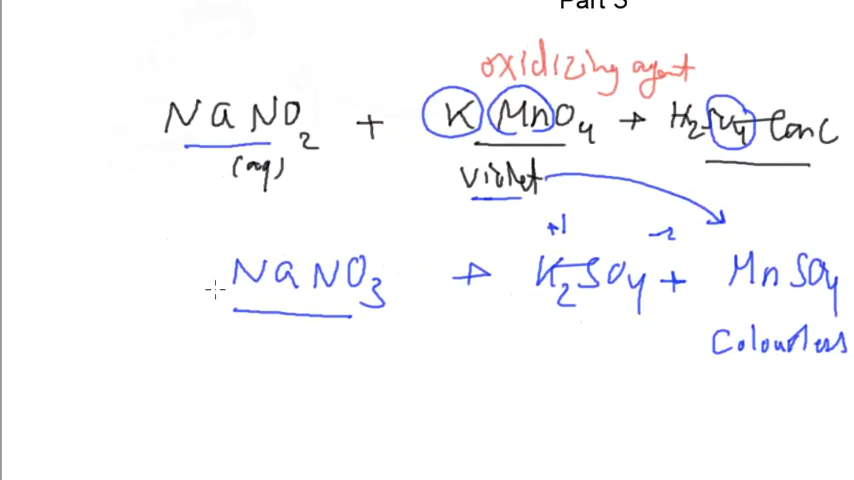 Part 3
oxidizing agent
NaNO2 + KMnO4 + H2SO4 conc
(aq) violet
+1 -2
NaNO3 + K2SO4 + MnSO4
Colourless